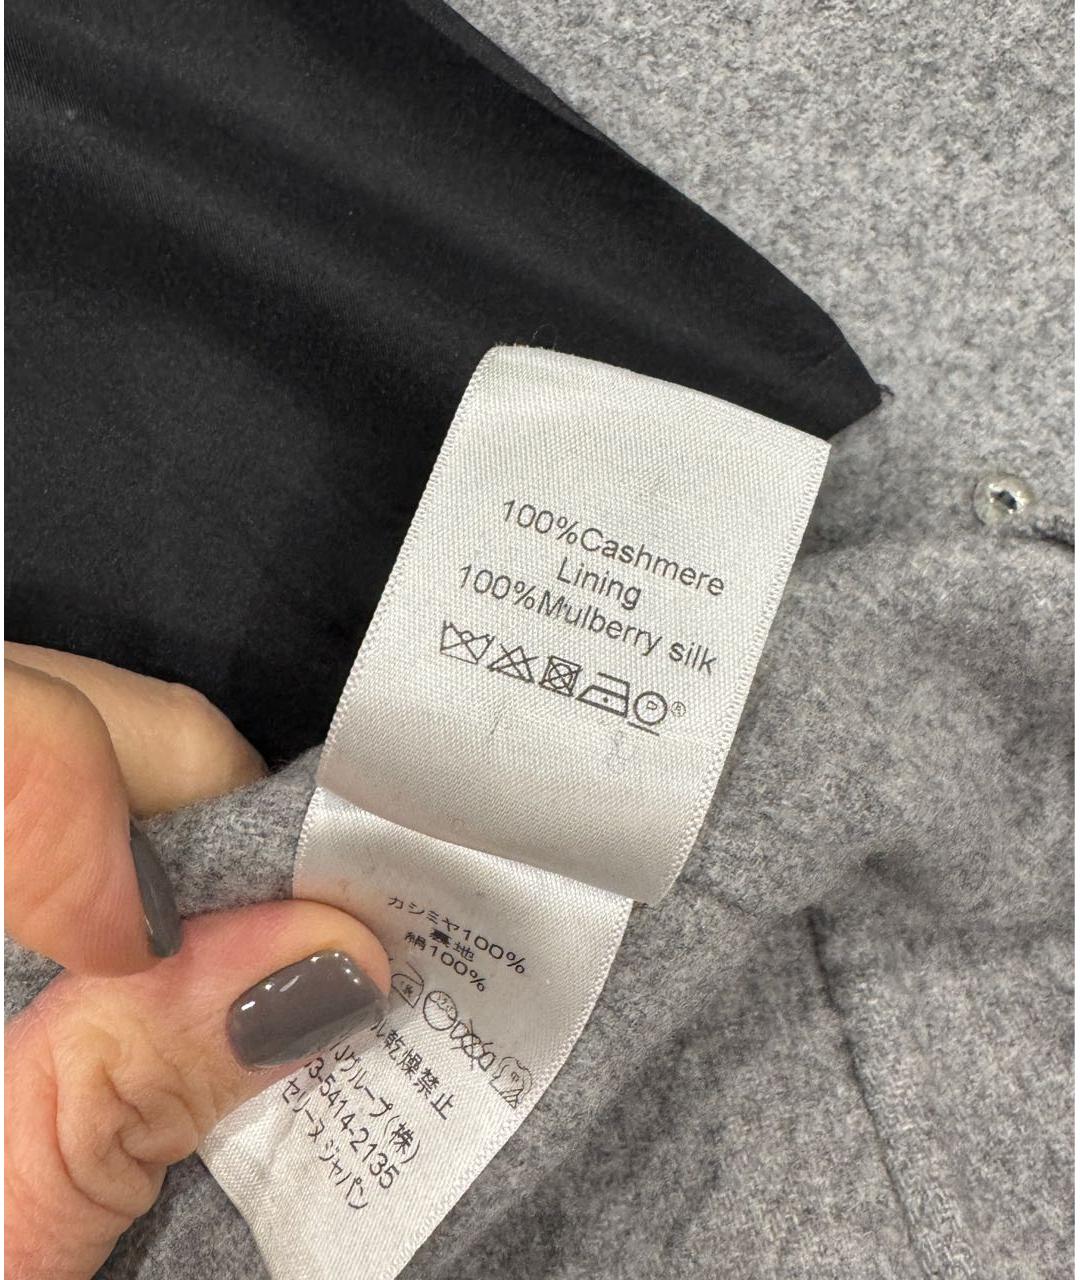 100%Cashmere
Lining
100%Mulberry silk
P ®
カシミヤ100%
裏地
絹100%
ル乾燥禁止
Jグループ(株)
3-5414-2135
セリーヌ ジャパン